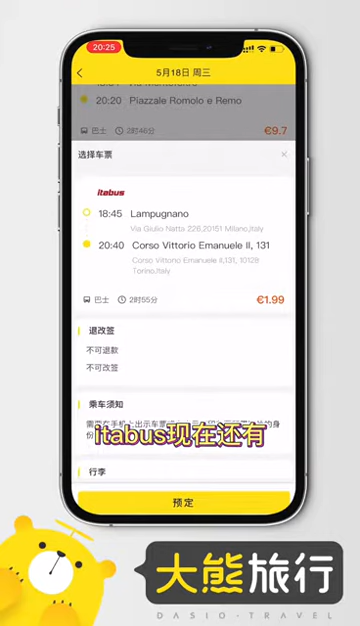 20:25
5月18日 周三
20:20 Piazzale Romolo e Remo
巴士 2时46分 €9.7
选择车票
itabus
18:45 Lampugnano
Via Giulio Natta 226,20151 Milano,Italy
20:40 Corso Vittorio Emanuele II, 131
Corso Vittorio Emanuele II,131, 10128
Torino,Italy
巴士 2时55分 €1.99
退改签
不可退款
不可改签
乘车须知
itabus现在还有
行李
预定
大熊旅行
DASIO·TRAVEL